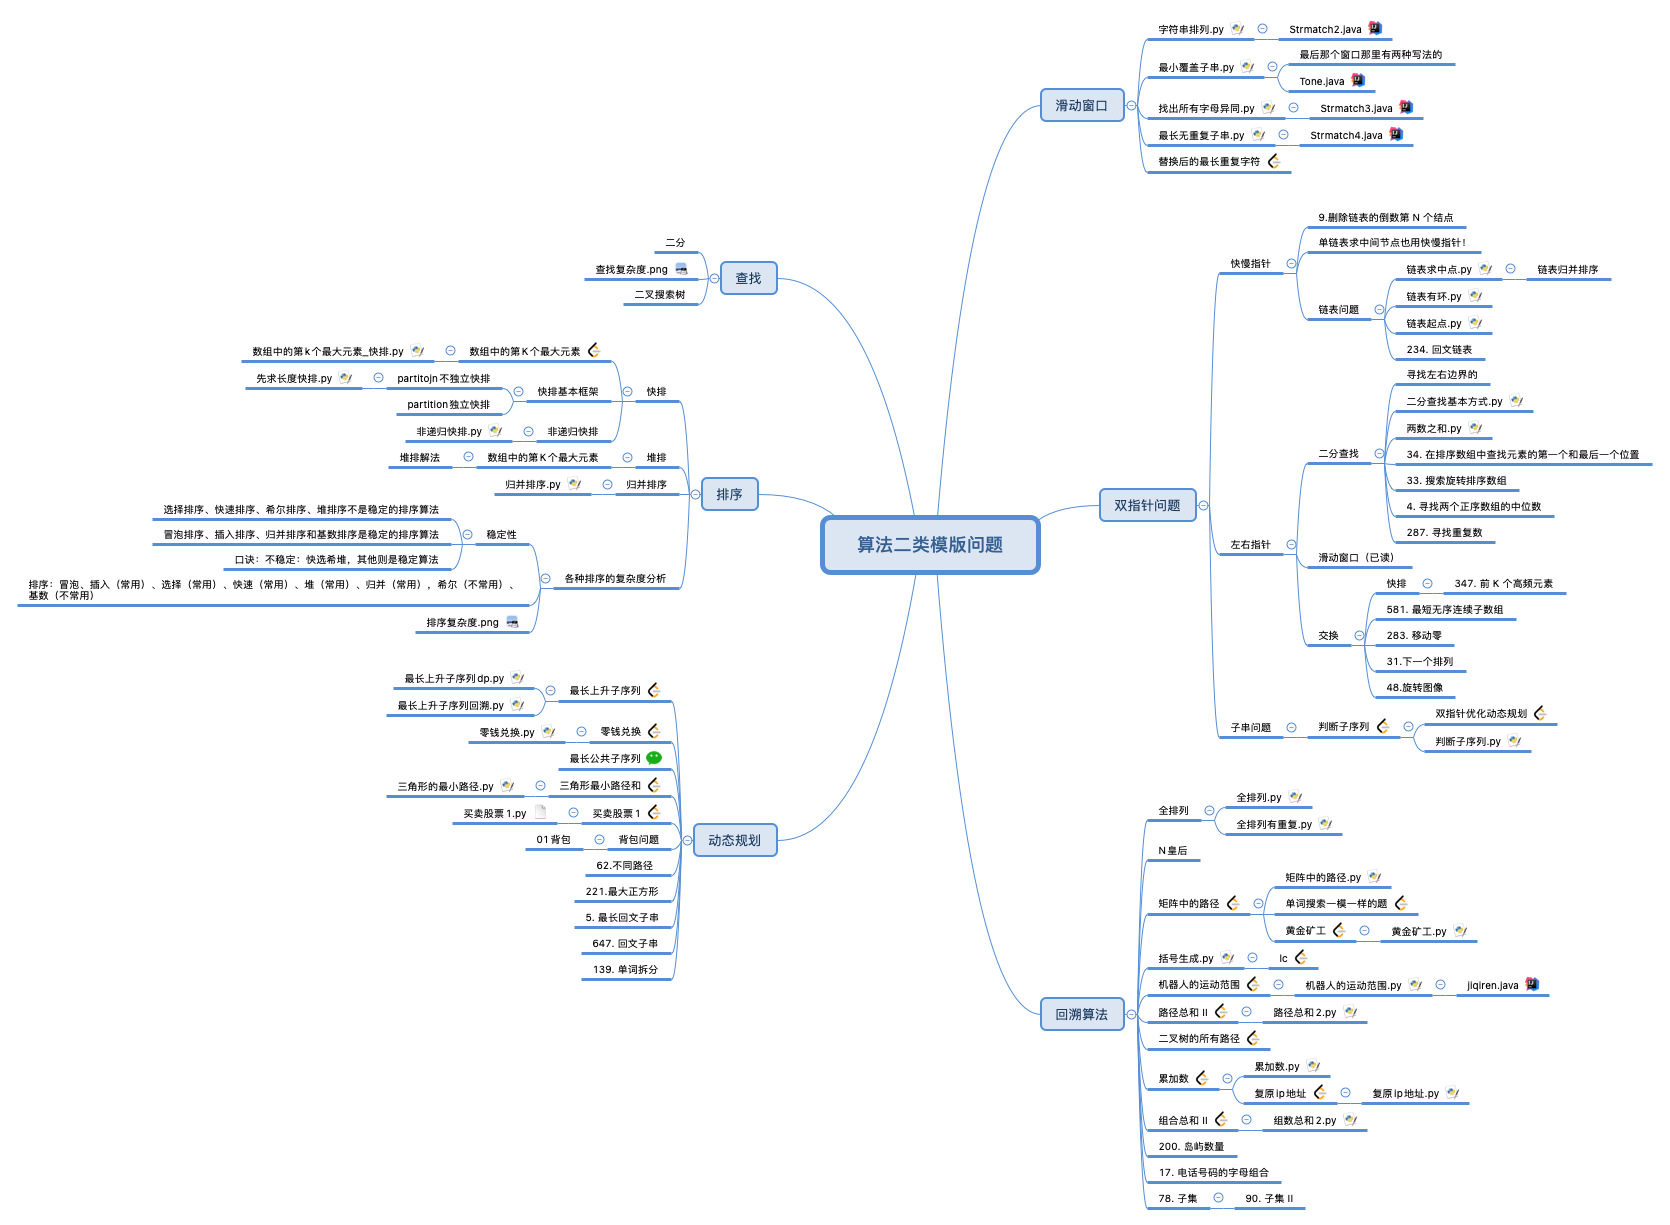 算法二类模版问题
滑动窗口
字符串排列.py
Strmatch2.java
最小覆盖子串.py
最后那个窗口那里有两种写法的
Tone.java
找出所有字母异同.py
Strmatch3.java
最长无重复子串.py
Strmatch4.java
替换后的最长重复字符
双指针问题
快慢指针
9.删除链表的倒数第 N 个结点
单链表求中间节点也用快慢指针!
链表问题
链表求中点.py
链表归并排序
链表有环.py
链表起点.py
234. 回文链表
左右指针
二分查找
寻找左右边界的
二分查找基本方式.py
两数之和.py
34. 在排序数组中查找元素的第一个和最后一个位置
33. 搜索旋转排序数组
4. 寻找两个正序数组的中位数
287. 寻找重复数
滑动窗口（已读）
交换
快排
347. 前 K 个高频元素
581. 最短无序连续子数组
283. 移动零
31.下一个排列
48.旋转图像
子串问题
判断子序列
双指针优化动态规划
判断子序列.py
回溯算法
全排列
全排列.py
全排列有重复.py
N皇后
矩阵中的路径
矩阵中的路径.py
单词搜索一模一样的题
黄金矿工
黄金矿工.py
括号生成.py
lc
机器人的运动范围
机器人的运动范围.py
jiqiren.java
路径总和 II
路径总和2.py
二叉树的所有路径
累加数
累加数.py
复原ip地址
复原ip地址.py
组合总和 II
组数总和2.py
200. 岛屿数量
17. 电话号码的字母组合
78. 子集
90. 子集 II
查找
二分
查找复杂度.png
二叉搜索树
排序
快排
数组中的第K个最大元素
数组中的第k个最大元素_快排.py
快排基本框架
partitojn不独立快排
先求长度快排.py
partition独立快排
非递归快排
非递归快排.py
堆排
数组中的第K个最大元素
堆排解法
归并排序
归并排序.py
各种排序的复杂度分析
稳定性
选择排序、快速排序、希尔排序、堆排序不是稳定的排序算法
冒泡排序、插入排序、归并排序和基数排序是稳定的排序算法
口诀：不稳定：快选希堆，其他则是稳定算法
排序：冒泡、插入（常用）、选择（常用）、快速（常用）、堆（常用）、归并（常用），希尔（不常用）、
基数（不常用）
排序复杂度.png
动态规划
最长上升子序列
最长上升子序列dp.py
最长上升子序列回溯.py
零钱兑换
零钱兑换.py
最长公共子序列
三角形最小路径和
三角形的最小路径.py
买卖股票1
买卖股票1.py
背包问题
01背包
62.不同路径
221.最大正方形
5. 最长回文子串
647. 回文子串
139. 单词拆分